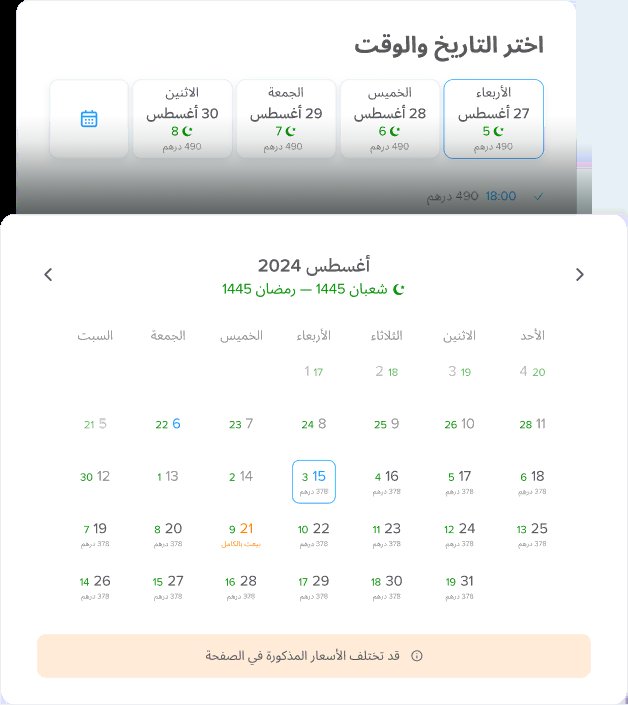 اختر التاريخ والوقت
الأربعاء الخميس الجمعة الاثنين
27 أغسطس 28 أغسطس 29 أغسطس 30 أغسطس
5 6 7 8
490 درهم 490 درهم 490 درهم 490 درهم
18:00 490 درهم
أغسطس 2024
شعبان 1445 — رمضان 1445
الأحد الاثنين الثلاثاء الأربعاء الخميس الجمعة السبت
20 4 19 3 18 2 17 1
11 28 10 26 9 25 8 24 7 23 6 22 5 21
18 6 17 5 16 4 15 3 14 2 13 1 12 30
378 درهم 378 درهم 378 درهم 378 درهم
25 13 24 12 23 11 22 10 21 9 20 8 19 7
378 درهم 378 درهم 378 درهم 378 درهم بيعت بالكامل 378 درهم 378 درهم
31 19 30 18 29 17 28 16 27 15 26 14
378 درهم 378 درهم 378 درهم 378 درهم 378 درهم 378 درهم
قد تختلف الأسعار المذكورة في الصفحة